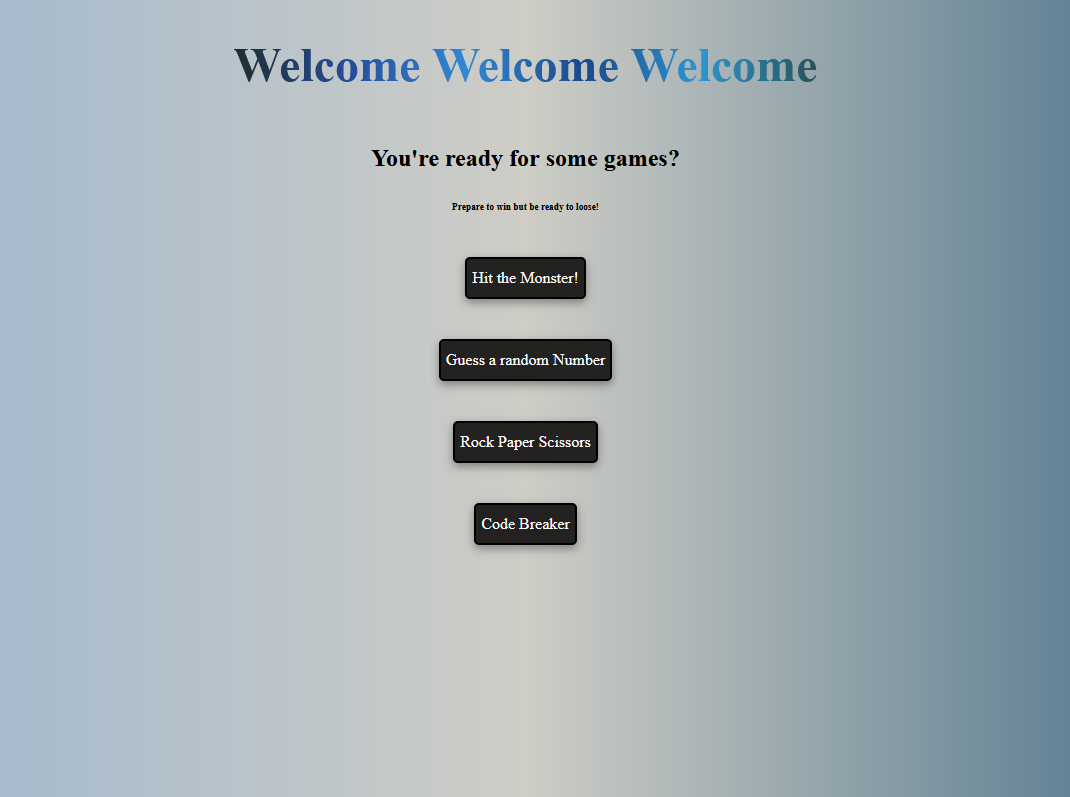 Welcome Welcome Welcome
You're ready for some games?
Prepare to win but be ready to loose!
Hit the Monster!
Guess a random Number
Rock Paper Scissors
Code Breaker